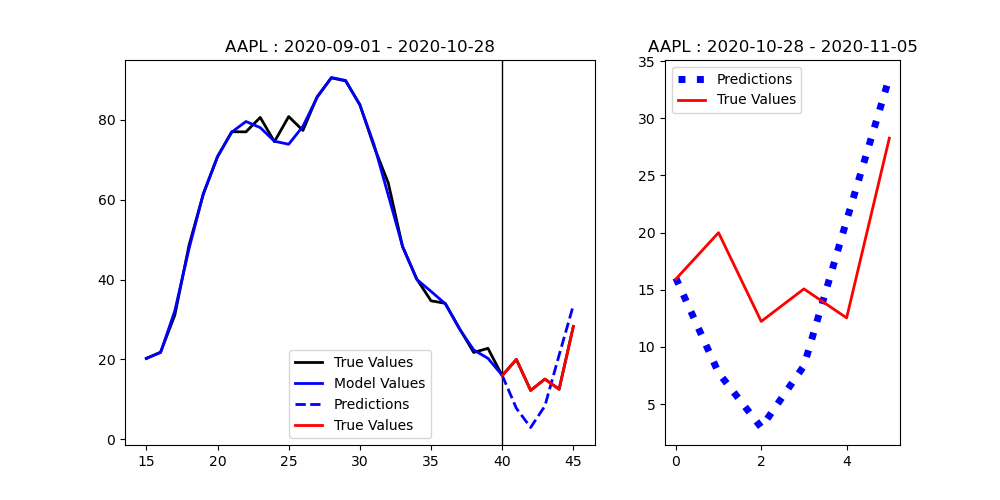 AAPL : 2020-09-01 - 2020-10-28
80
60
40
20
0
15
20
25
30
35
40
45
True Values
Model Values
Predictions
True Values
AAPL : 2020-10-28 - 2020-11-05
35
30
25
20
15
10
5
0
2
4
Predictions
True Values